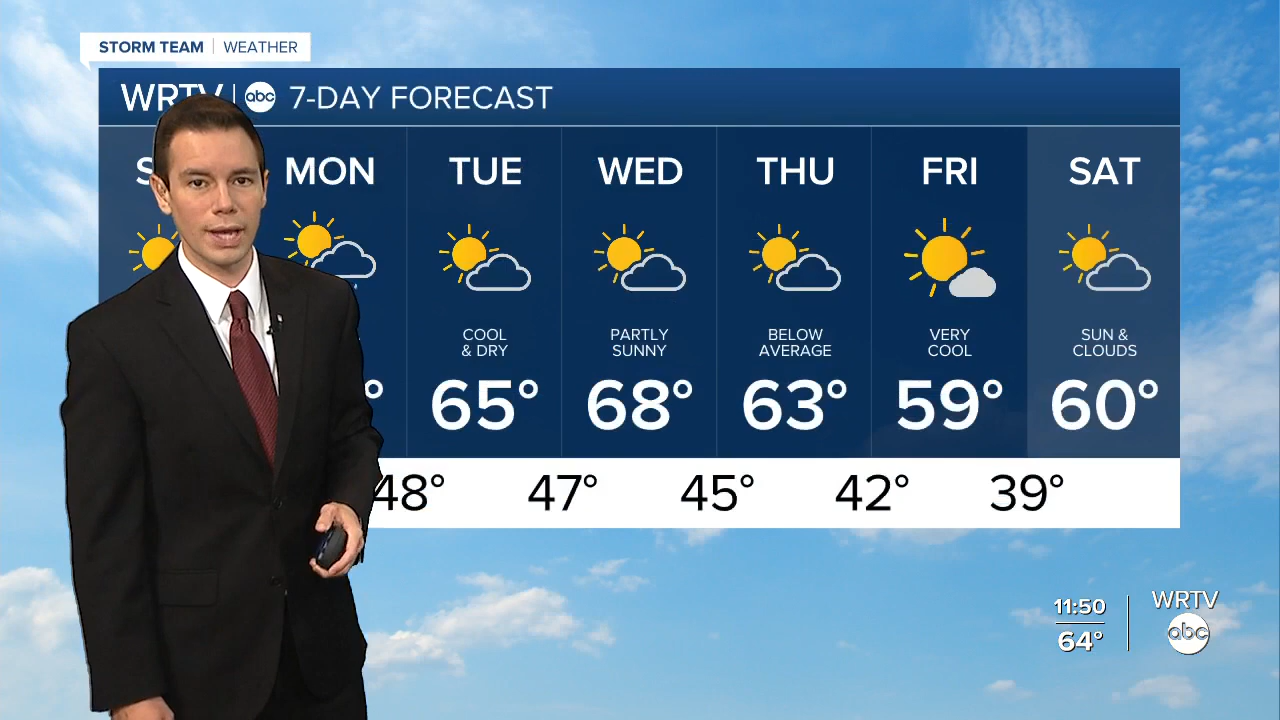 STORM TEAM | WEATHER
WRTV | abc 7-DAY FORECAST
MON TUE WED THU FRI SAT
COOL & DRY
PARTLY SUNNY
BELOW AVERAGE
VERY COOL
SUN & CLOUDS
65° 68° 63° 59° 60°
48° 47° 45° 42° 39°
11:50
64°
WRTV
abc